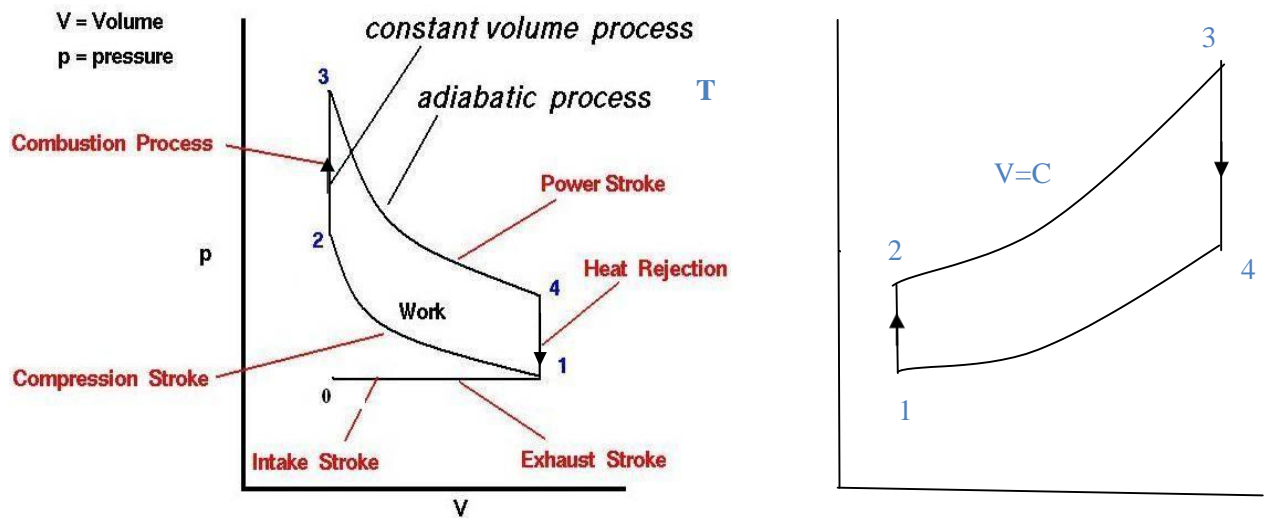 V = Volume
p = pressure
constant volume process
3
adiabatic process
Combustion Process
Power Stroke
2
p
Heat Rejection
4
Work
1
Compression Stroke
0
Intake Stroke
Exhaust Stroke
V
T
3
V=C
2
4
1